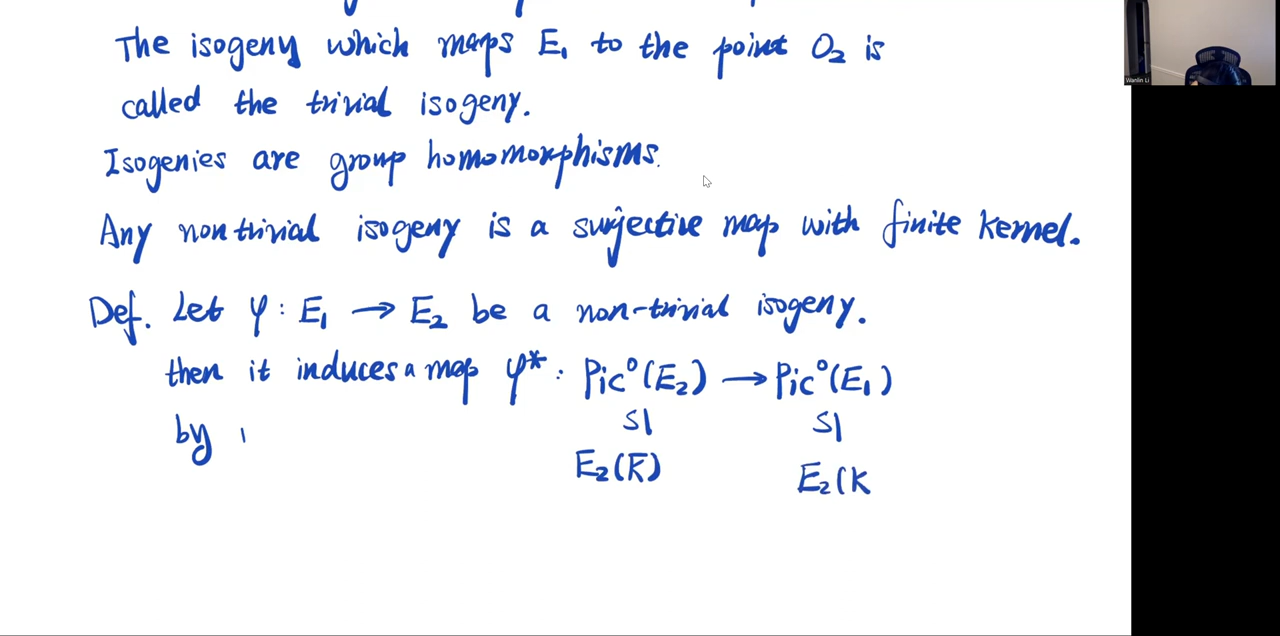 The isogeny which maps E₁ to the point O₂ is
called the trivial isogeny.
Isogenies are group homomorphisms.
Any nontrivial isogeny is a surjective map with finite kernel.
Def. Let φ : E₁ → E₂ be a non-trivial isogeny.
then it induces a map φ* : Pic⁰(E₂) → Pic⁰(E₁)
by
S| S|
E₂(K̄) E₂(K
Wanlin Li